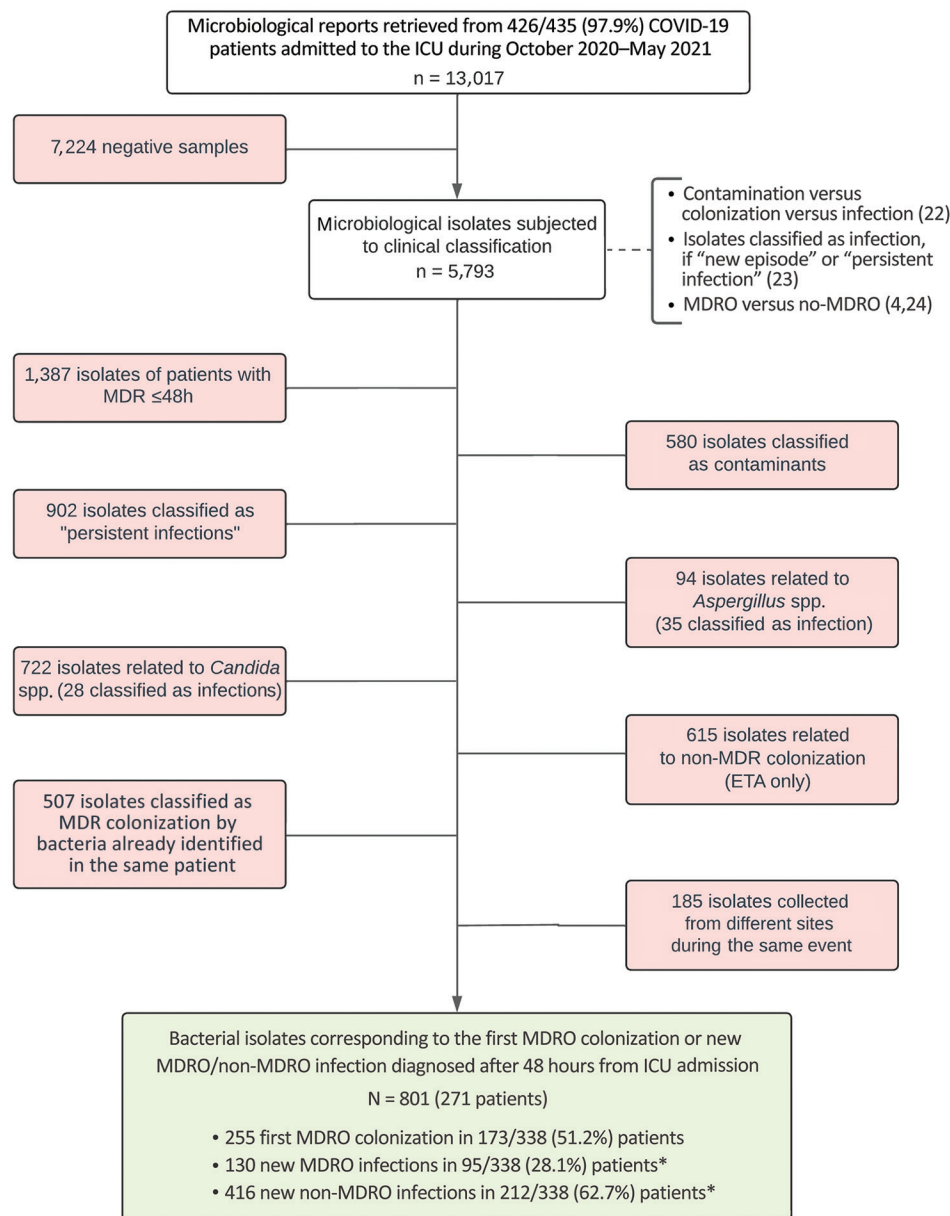 Microbiological reports retrieved from 426/435 (97.9%) COVID-19
patients admitted to the ICU during October 2020–May 2021
n = 13,017
7,224 negative samples
Microbiological isolates subjected
to clinical classification
n = 5,793
• Contamination versus
colonization versus infection (22)
• Isolates classified as infection,
if “new episode” or “persistent
infection” (23)
• MDRO versus no-MDRO (4,24)
1,387 isolates of patients with
MDR ≤48h
580 isolates classified
as contaminants
902 isolates classified as
"persistent infections"
94 isolates related to
Aspergillus spp.
(35 classified as infection)
722 isolates related to Candida
spp. (28 classified as infections)
615 isolates related
to non-MDR colonization
(ETA only)
507 isolates classified as
MDR colonization by
bacteria already identified
in the same patient
185 isolates collected
from different sites
during the same event
Bacterial isolates corresponding to the first MDRO colonization or new
MDRO/non-MDRO infection diagnosed after 48 hours from ICU admission
N = 801 (271 patients)
• 255 first MDRO colonization in 173/338 (51.2%) patients
• 130 new MDRO infections in 95/338 (28.1%) patients*
• 416 new non-MDRO infections in 212/338 (62.7%) patients*